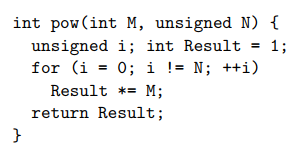 int pow(int M, unsigned N) {
  unsigned i; int Result = 1;
  for (i = 0; i != N; ++i)
    Result *= M;
  return Result;
}